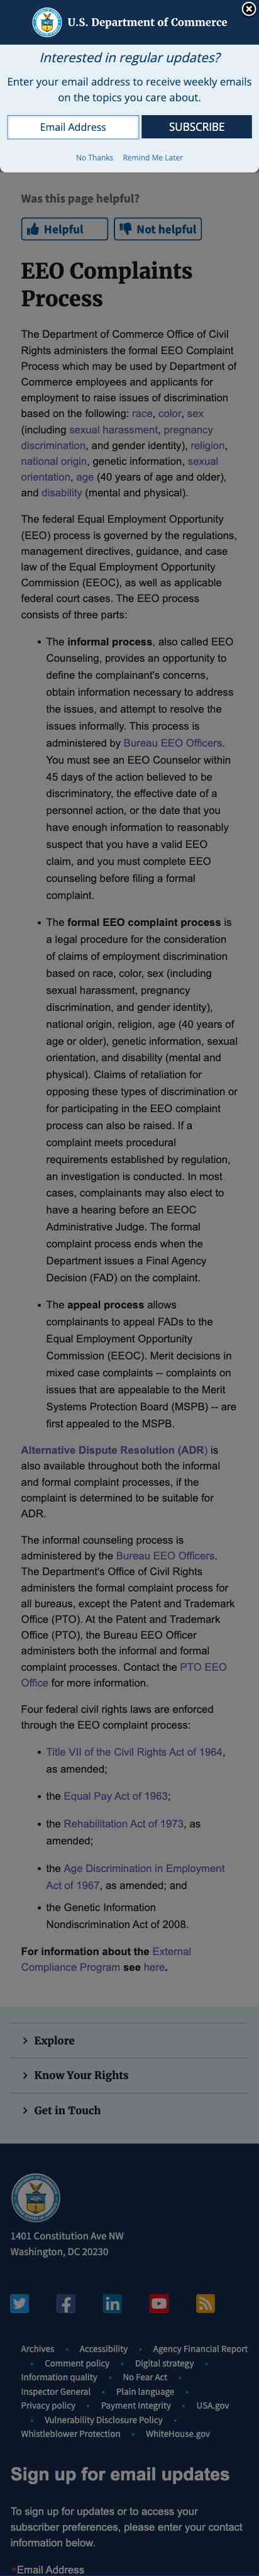 U.S. Department of Commerce
Interested in regular updates?
Enter your email address to receive weekly emails
on the topics you care about.
Email Address
SUBSCRIBE
No Thanks
Remind Me Later
Was this page helpful?
Helpful
Not helpful
EEO Complaints
Process
The Department of Commerce Office of Civil
Rights administers the formal EEO Complaint
Process which may be used by Department of
Commerce employees and applicants for
employment to raise issues of discrimination
based on the following: race, color, sex
(including sexual harassment, pregnancy
discrimination, and gender identity), religion,
national origin, genetic information, sexual
orientation, age (40 years of age and older),
and disability (mental and physical).
The federal Equal Employment Opportunity
(EEO) process is governed by the regulations,
management directives, guidance, and case
law of the Equal Employment Opportunity
Commission (EEOC), as well as applicable
federal court cases. The EEO process
consists of three parts:
• The informal process, also called EEO
Counseling, provides an opportunity to
define the complainant's concerns,
obtain information necessary to address
the issues, and attempt to resolve the
issues informally. This process is
administered by Bureau EEO Officers.
You must see an EEO Counselor within
45 days of the action believed to be
discriminatory, the effective date of a
personnel action, or the date that you
have enough information to reasonably
suspect that you have a valid EEO
claim, and you must complete EEO
counseling before filing a formal
complaint.
• The formal EEO complaint process is
a legal procedure for the consideration
of claims of employment discrimination
based on race, color, sex (including
sexual harassment, pregnancy
discrimination, and gender identity),
national origin, religion, age (40 years of
age or older), genetic information, sexual
orientation, and disability (mental and
physical). Claims of retaliation for
opposing these types of discrimination or
for participating in the EEO complaint
process can also be raised. If a
complaint meets procedural
requirements established by regulation,
an investigation is conducted. In most
cases, complainants may also elect to
have a hearing before an EEOC
Administrative Judge. The formal
complaint process ends when the
Department issues a Final Agency
Decision (FAD) on the complaint.
• The appeal process allows
complainants to appeal FADs to the
Equal Employment Opportunity
Commission (EEOC). Merit decisions in
mixed case complaints -- complaints on
issues that are appealable to the Merit
Systems Protection Board (MSPB) -- are
first appealed to the MSPB.
Alternative Dispute Resolution (ADR) is
also available throughout both the informal
and formal complaint processes, if the
complaint is determined to be suitable for
ADR.
The informal counseling process is
administered by the Bureau EEO Officers.
The Department's Office of Civil Rights
administers the formal complaint process for
all bureaus, except the Patent and Trademark
Office (PTO). At the Patent and Trademark
Office (PTO), the Bureau EEO Officer
administers both the informal and formal
complaint processes. Contact the PTO EEO
Office for more information.
Four federal civil rights laws are enforced
through the EEO complaint process:
• Title VII of the Civil Rights Act of 1964,
as amended;
• the Equal Pay Act of 1963;
• the Rehabilitation Act of 1973, as
amended;
• the Age Discrimination in Employment
Act of 1967, as amended; and
• the Genetic Information
Nondiscrimination Act of 2008.
For information about the External
Compliance Program see here.
Explore
Know Your Rights
Get in Touch
1401 Constitution Ave NW
Washington, DC 20230
Archives • Accessibility • Agency Financial Report
• Comment policy • Digital strategy •
Information quality • No Fear Act •
Inspector General • Plain language •
Privacy policy • Payment Integrity • USA.gov
• Vulnerability Disclosure Policy •
Whistleblower Protection • WhiteHouse.gov
Sign up for email updates
To sign up for updates or to access your
subscriber preferences, please enter your contact
information below.
*Email Address